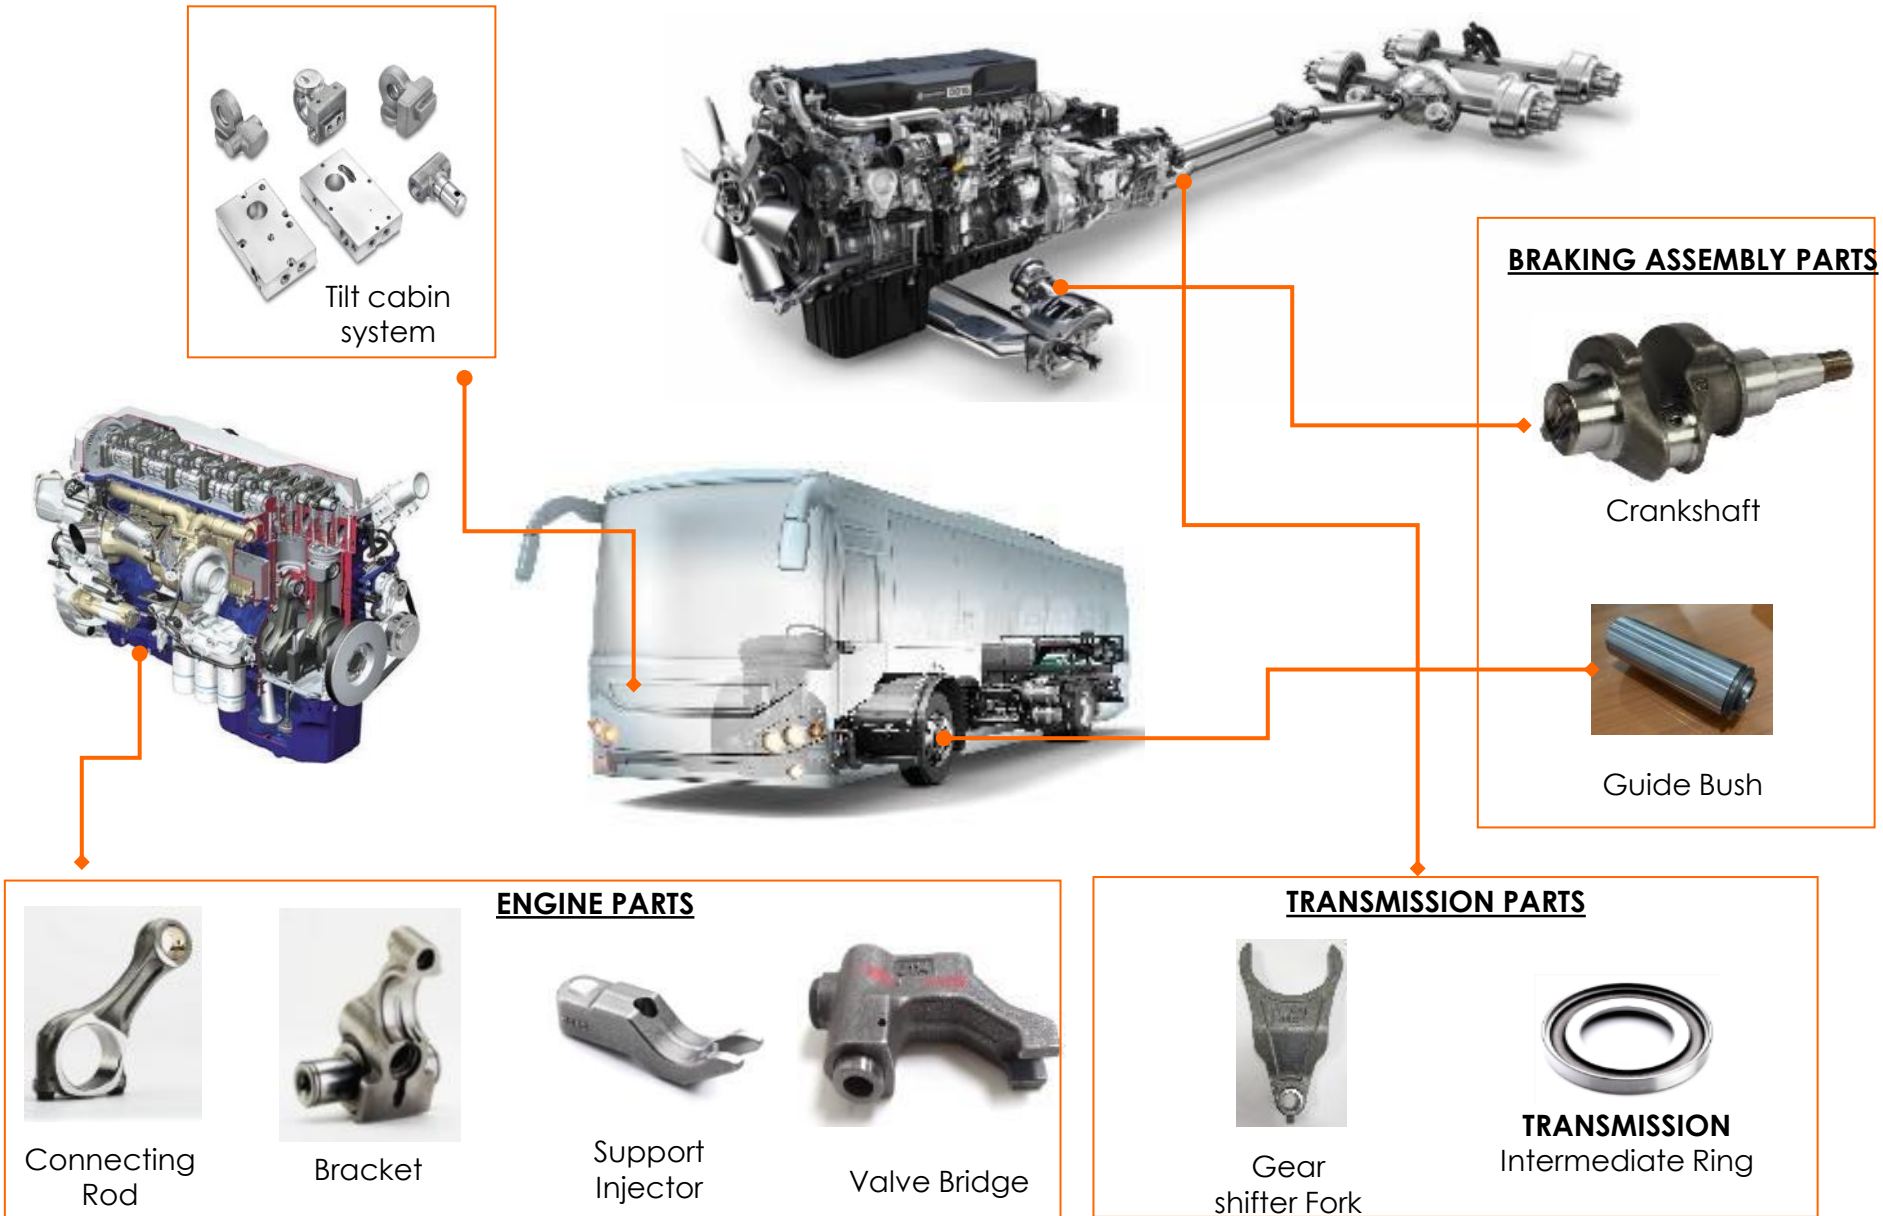 Tilt cabin
system
BRAKING ASSEMBLY PARTS
Crankshaft
Guide Bush
ENGINE PARTS
Connecting
Rod
Bracket
Support
Injector
Valve Bridge
TRANSMISSION PARTS
Gear
shifter Fork
TRANSMISSION
Intermediate Ring